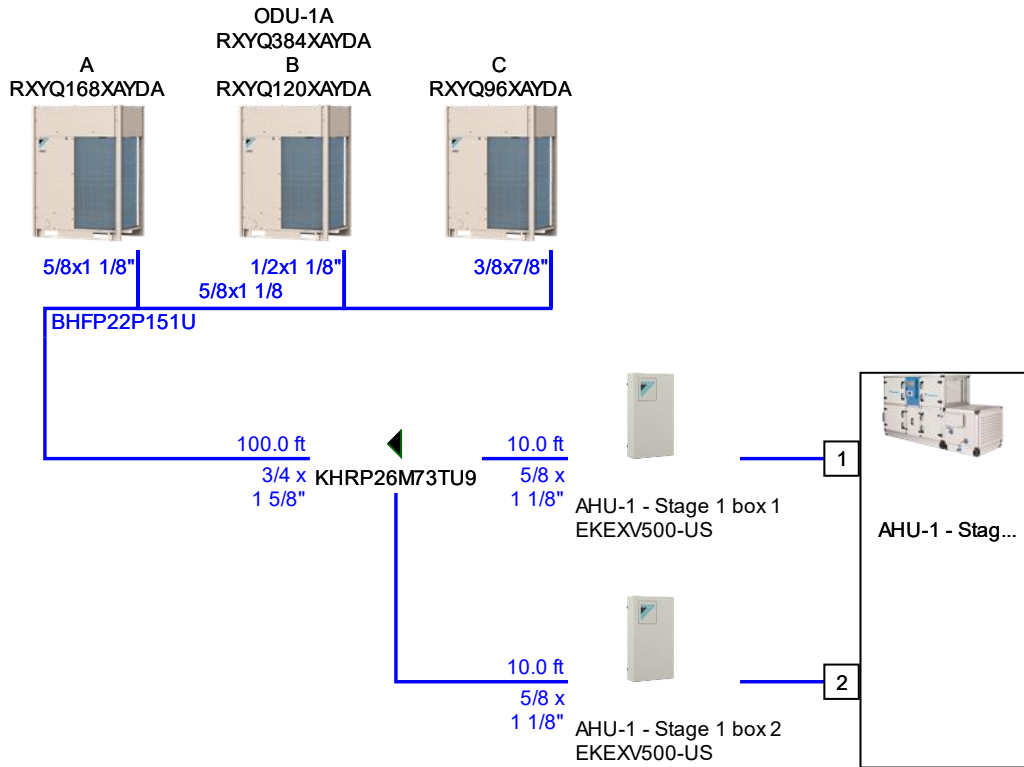 ODU-1A
RXYQ384XAYDA
A
RXYQ168XAYDA
B
RXYQ120XAYDA
C
RXYQ96XAYDA
5/8x1 1/8"
1/2x1 1/8"
3/8x7/8"
5/8x1 1/8
BHFP22P151U
100.0 ft
3/4 x
1 5/8"
KHRP26M73TU9
10.0 ft
5/8 x
1 1/8"
AHU-1 - Stage 1 box 1
EKEXV500-US
1
AHU-1 - Stag...
10.0 ft
5/8 x
1 1/8"
AHU-1 - Stage 1 box 2
EKEXV500-US
2